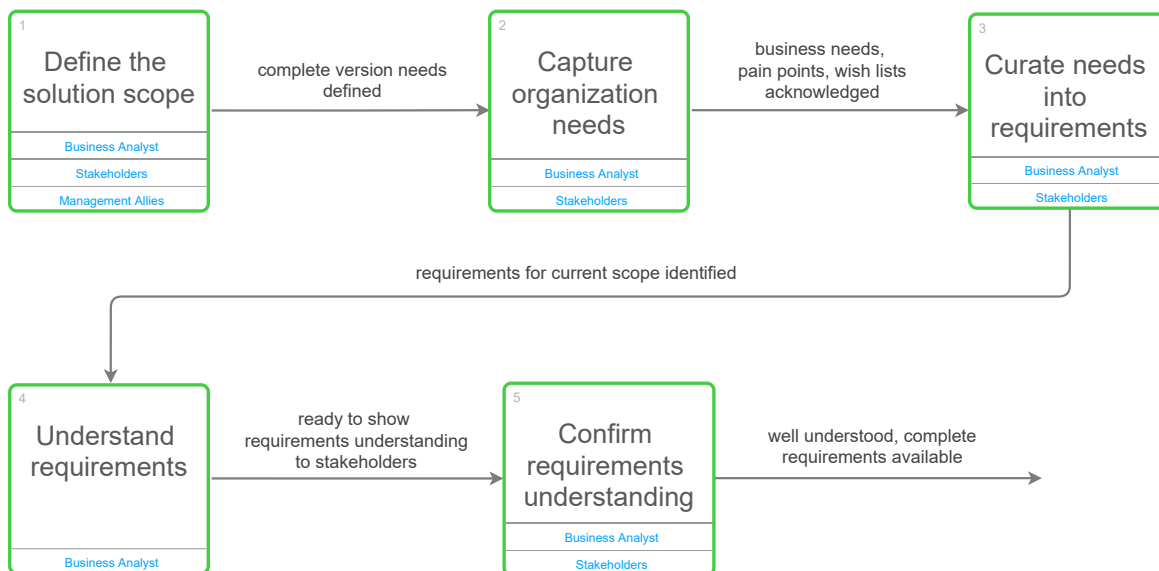 1
Define the
solution scope
Business Analyst
Stakeholders
Management Allies
complete version needs
defined
2
Capture
organization
needs
Business Analyst
Stakeholders
business needs,
pain points, wish lists
acknowledged
3
Curate needs
into
requirements
Business Analyst
Stakeholders
requirements for current scope identified
4
Understand
requirements
Business Analyst
ready to show
requirements understanding
to stakeholders
5
Confirm
requirements
understanding
Business Analyst
Stakeholders
well understood, complete
requirements available